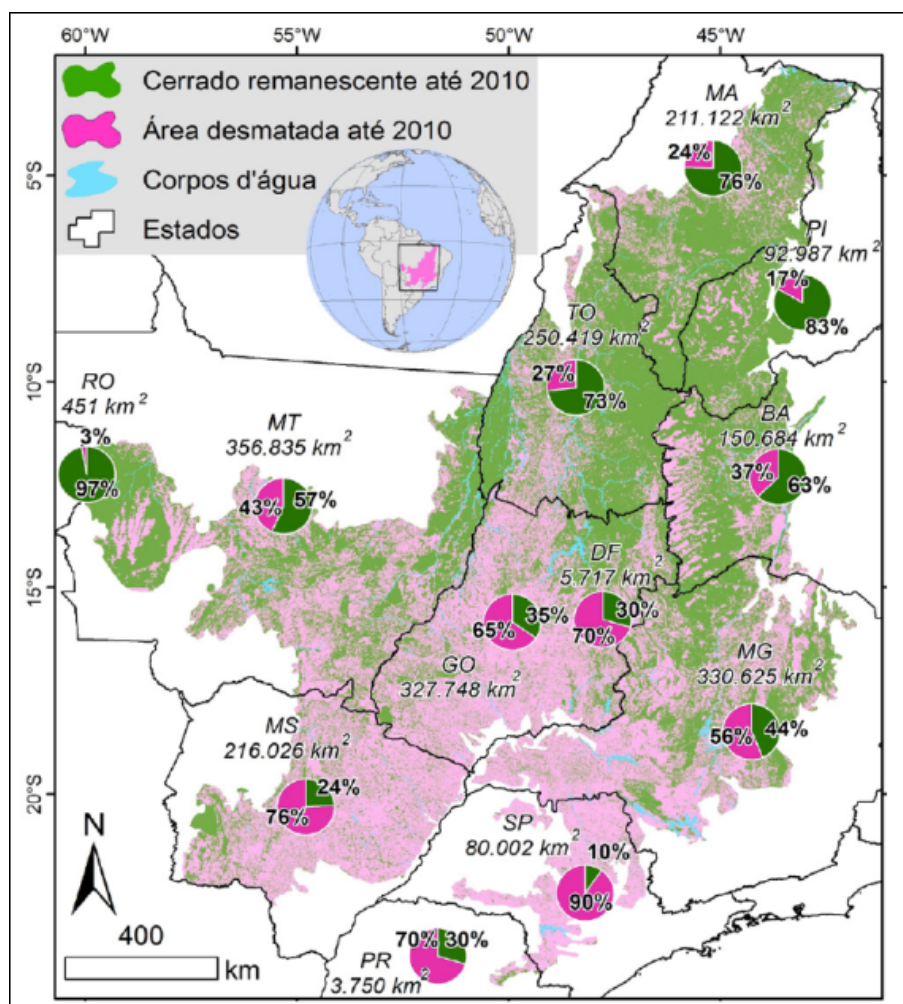 60°W 55°W 50°W 45°W
Cerrado remanescente até 2010
Área desmatada até 2010
Corpos d'água
Estados
5°S
10°S
15°S
20°S
MA
211.122 km²
24%
76%
PI
92.987 km²
17%
83%
TO
250.419 km²
27%
73%
RO
451 km²
3%
97%
MT
356.835 km²
43% 57%
BA
150.684 km²
37%
63%
DF
5.717 km²
30%
70%
35%
65%
GO
327.748 km²
MG
330.625 km²
56% 44%
MS
216.026 km²
24%
76%
SP
80.002 km²
10%
90%
70% 30%
PR
3.750 km²
N
400
km